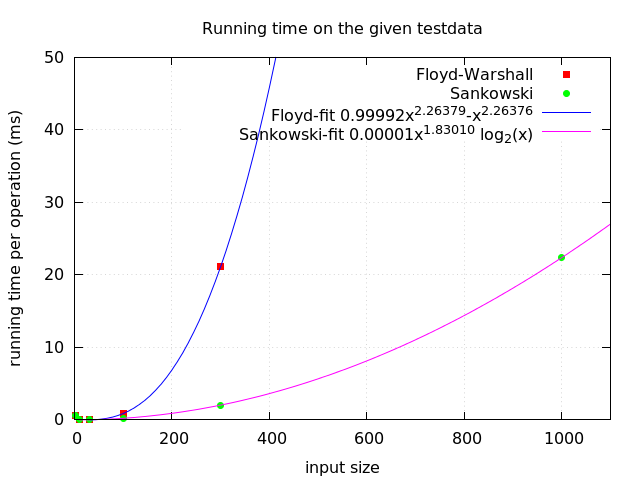 Running time on the given testdata
running time per operation (ms)
50
40
30
20
10
0
Floyd-Warshall
Sankowski
Floyd-fit 0.99992x^2.26379-x^2.26376
Sankowski-fit 0.00001x^1.83010 log₂(x)
0 200 400 600 800 1000
input size